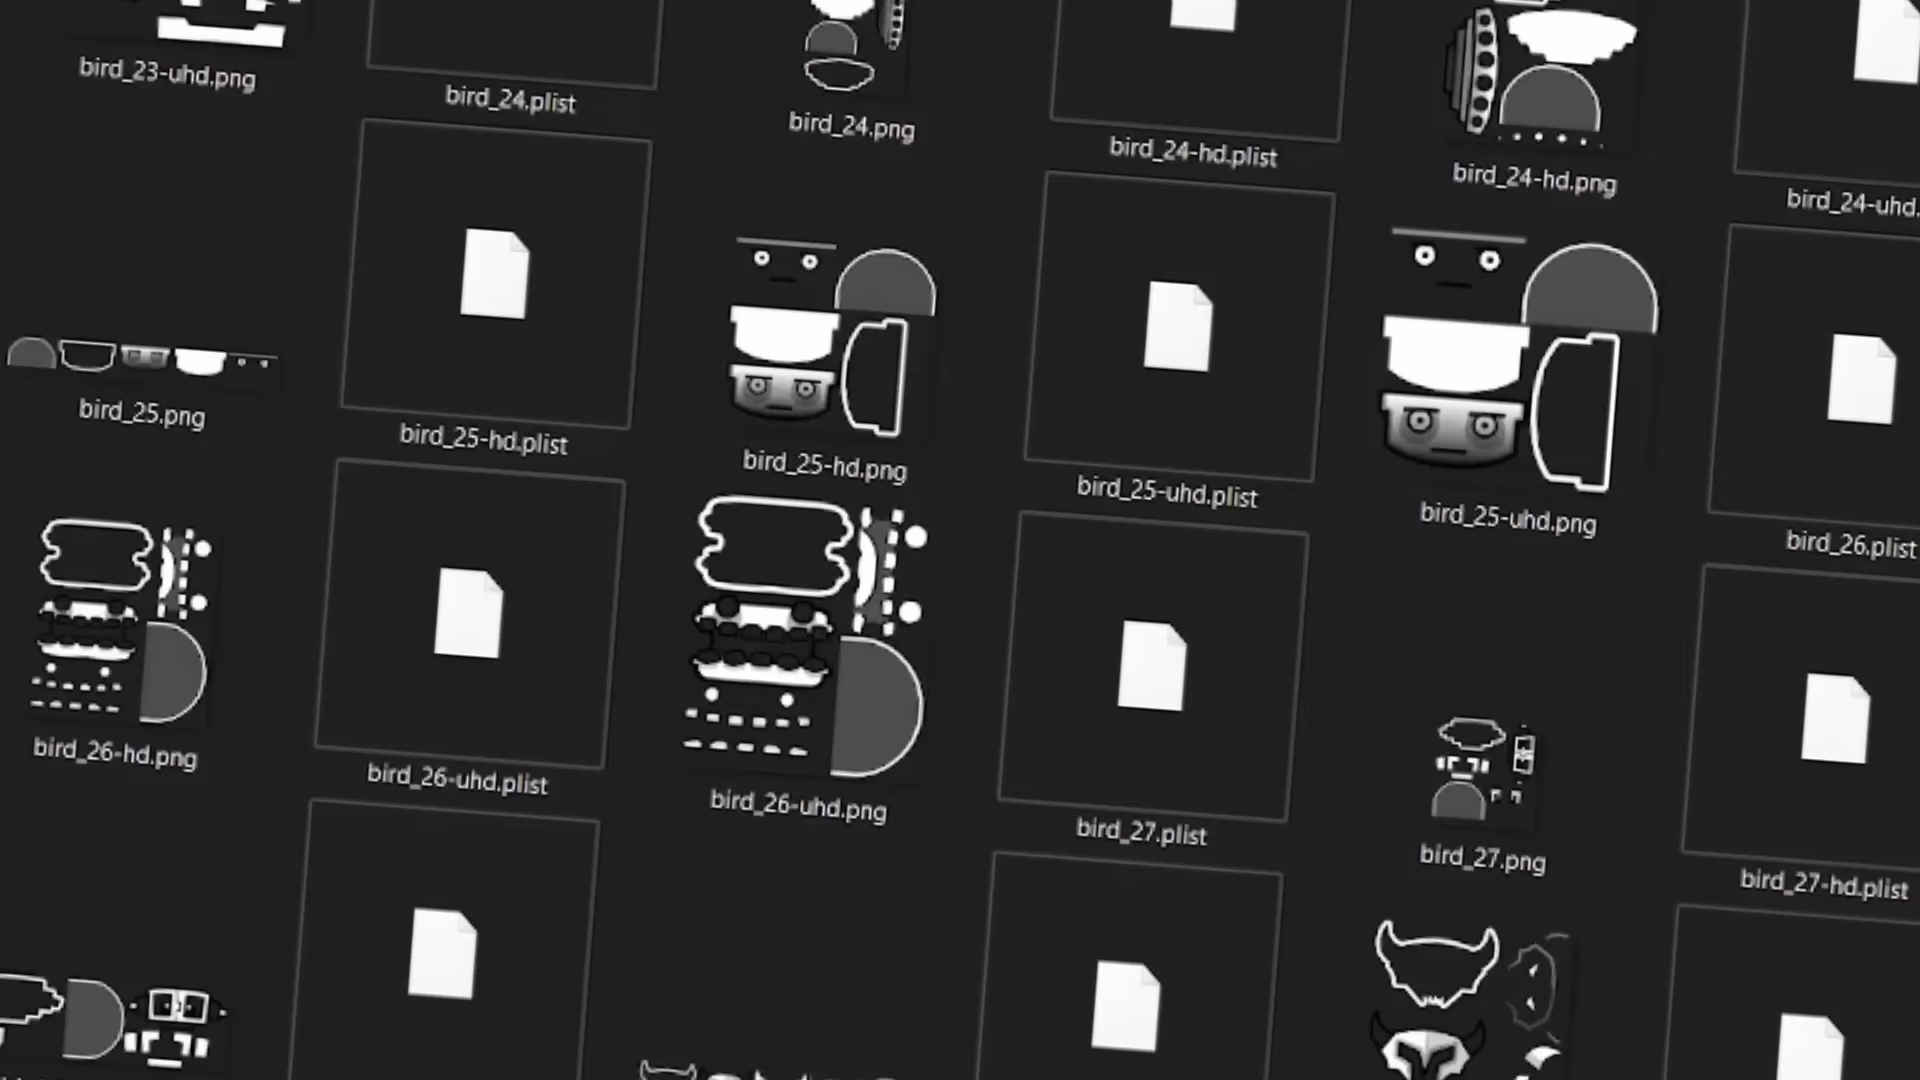 bird_23-uhd.png
bird_24.plist
bird_24.png
bird_24-hd.plist
bird_24-hd.png
bird_24-uhd.
bird_25.png
bird_25-hd.plist
bird_25-hd.png
bird_25-uhd.plist
bird_25-uhd.png
bird_26.plist
bird_26-hd.png
bird_26-uhd.plist
bird_26-uhd.png
bird_27.plist
bird_27.png
bird_27-hd.plist